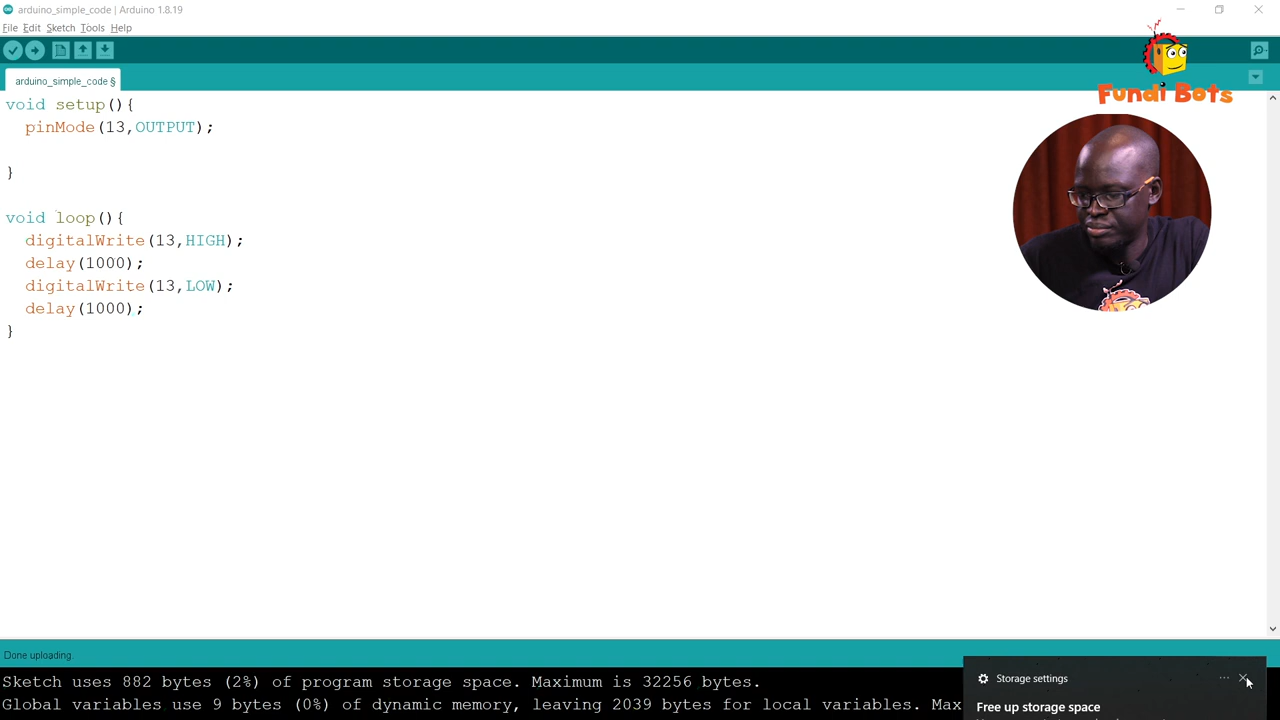 arduino_simple_code | Arduino 1.8.19
File Edit Sketch Tools Help
arduino_simple_code §
Fundi Bots
void setup(){
pinMode(13,OUTPUT);
}
void loop(){
digitalWrite(13,HIGH);
delay(1000);
digitalWrite(13,LOW);
delay(1000);
}
Done uploading.
Sketch uses 882 bytes (2%) of program storage space. Maximum is 32256 bytes.
Global variables use 9 bytes (0%) of dynamic memory, leaving 2039 bytes for local variables. Max
Storage settings
Free up storage space